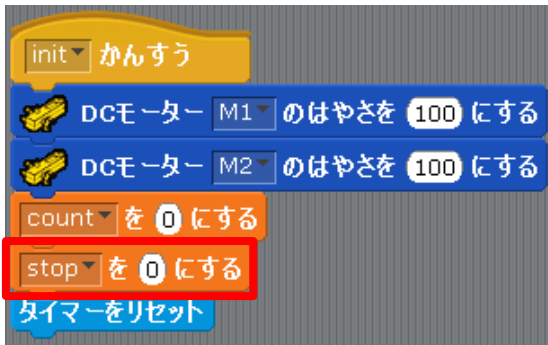 init かんすう
DCモーター M1 のはやさを 100 にする
DCモーター M2 のはやさを 100 にする
count を 0 にする
stop を 0 にする
タイマーをリセット